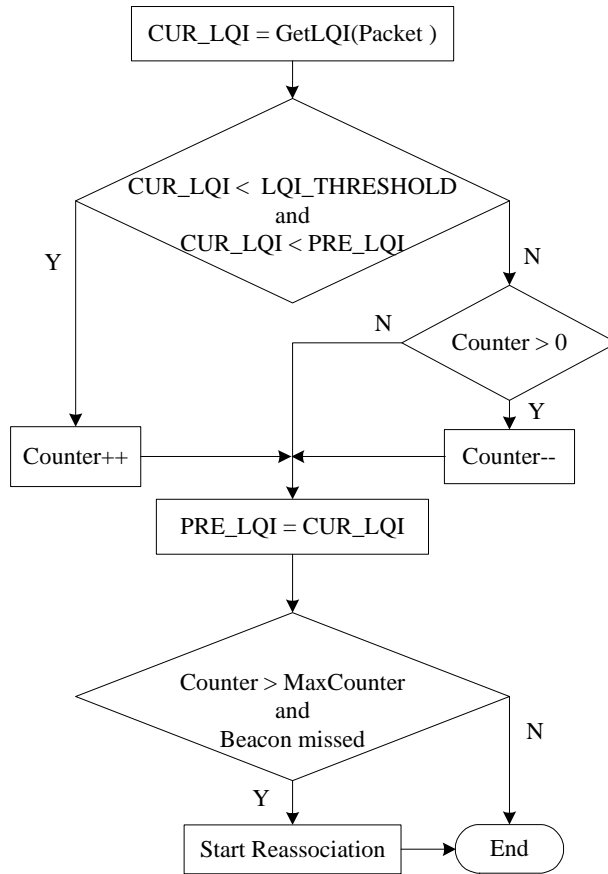 CUR_LQI = GetLQI(Packet )
CUR_LQI <  LQI_THRESHOLD
and
CUR_LQI < PRE_LQI
Y
N
N
Counter > 0
Y
Counter++
Counter--
PRE_LQI = CUR_LQI
Counter > MaxCounter
and
Beacon missed
N
Y
Start Reassociation
End